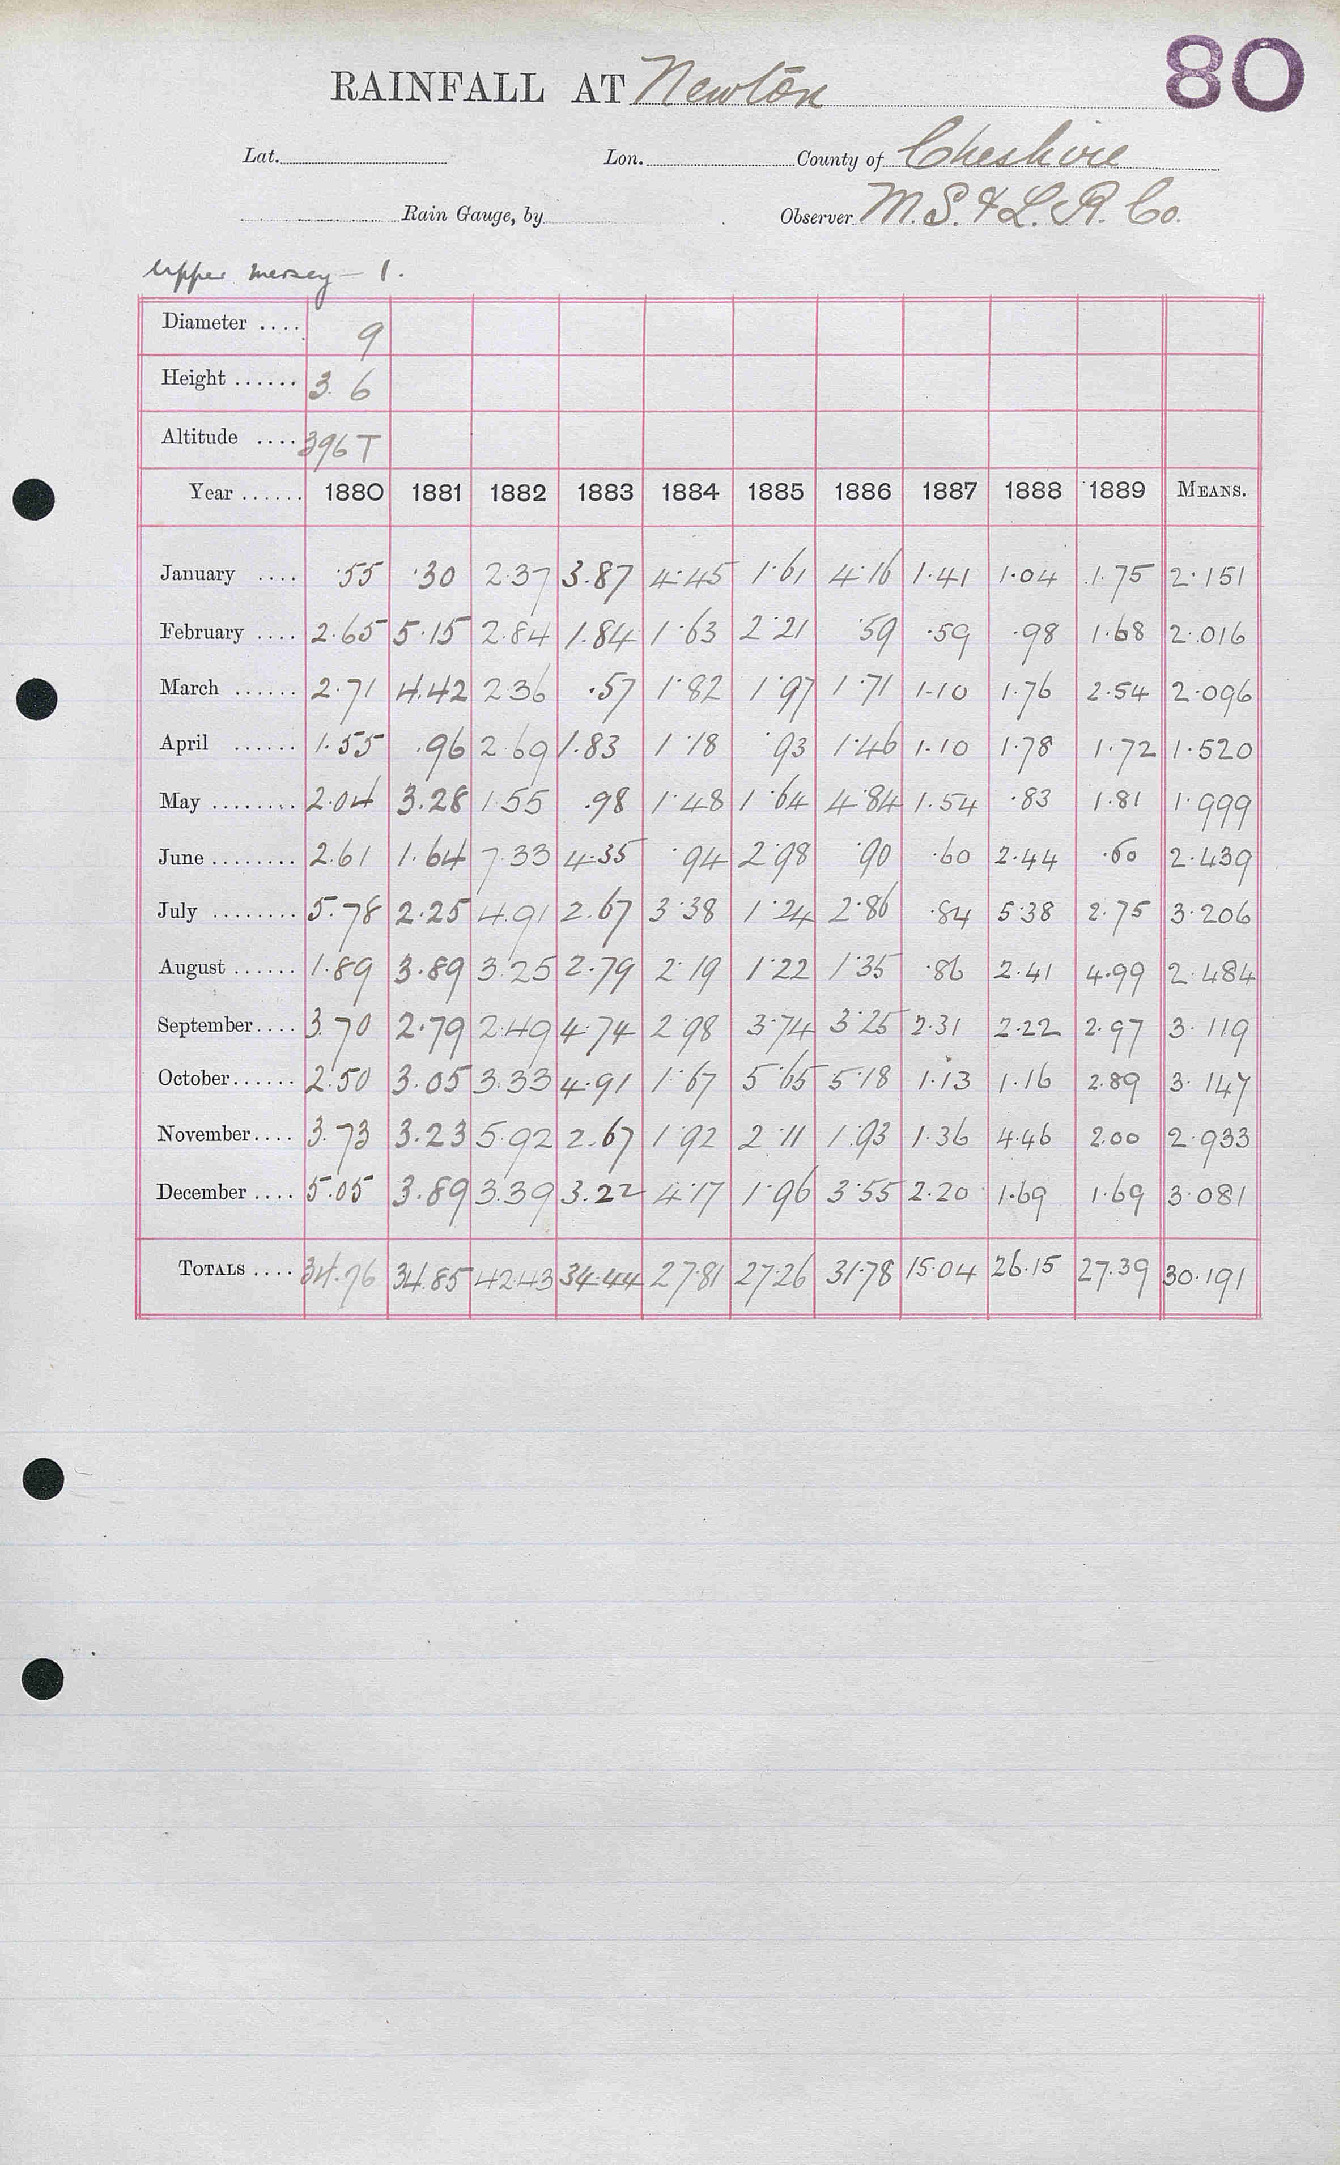 80
RAINFALL AT Newton
Lat. Lon. County of Cheshire
Rain Gauge, by Observer M. S. & L. R. Co.
Upper Mersey - 1.
Diameter .... 9
Height ...... 3. 6
Altitude .... 396 T
Year ...... 1880 1881 1882 1883 1884 1885 1886 1887 1888 1889 MEANS.
January .... ·55 ·30 2·37 3.87 4·45 1·61 4·16 1·41 1·04 1.75 2·151
February .... 2·65 5·15 2·84 1.84 1·63 2·21 ·59 ·59 ·98 1·68 2·016
March ...... 2·71 4.42 2·36 ·57 1·82 1·97 1·71 1·10 1·76 2·54 2·096
April ...... 1·55 .96 2·69 1.83 1·18 ·93 1·46 1·10 1·78 1·72 1·520
May ........ 2·04 3.28 1·55 .98 1·48 1·64 4·84 1·54 ·83 1·81 1·999
June ........ 2.61 1.64 7·33 4·35 ·94 2·98 ·90 ·60 2·44 ·60 2·439
July ........ 5.78 2·25 4·91 2.67 3·38 1·24 2·86 ·84 5·38 2·75 3·206
August ...... 1.89 3.89 3·25 2·79 2·19 1·22 1·35 ·86 2·41 4·99 2·484
September.... 3.70 2·79 2·49 4·74 2·98 3·74 3·25 2·31 2·22 2·97 3·119
October...... 2.50 3.05 3·33 4·91 1·67 5·65 5·18 1·13 1·16 2·89 3·147
November.... 3.73 3.23 5·92 2.67 1·92 2·11 1·93 1·36 4·46 2·00 2·933
December .... 5.05 3.89 3·39 3.22 4·17 1·96 3·55 2·20 1·69 1·69 3·081
TOTALS .... 34.76 34.85 42·43 34·44 27·81 27·26 31·78 15·04 26·15 27·39 30·191